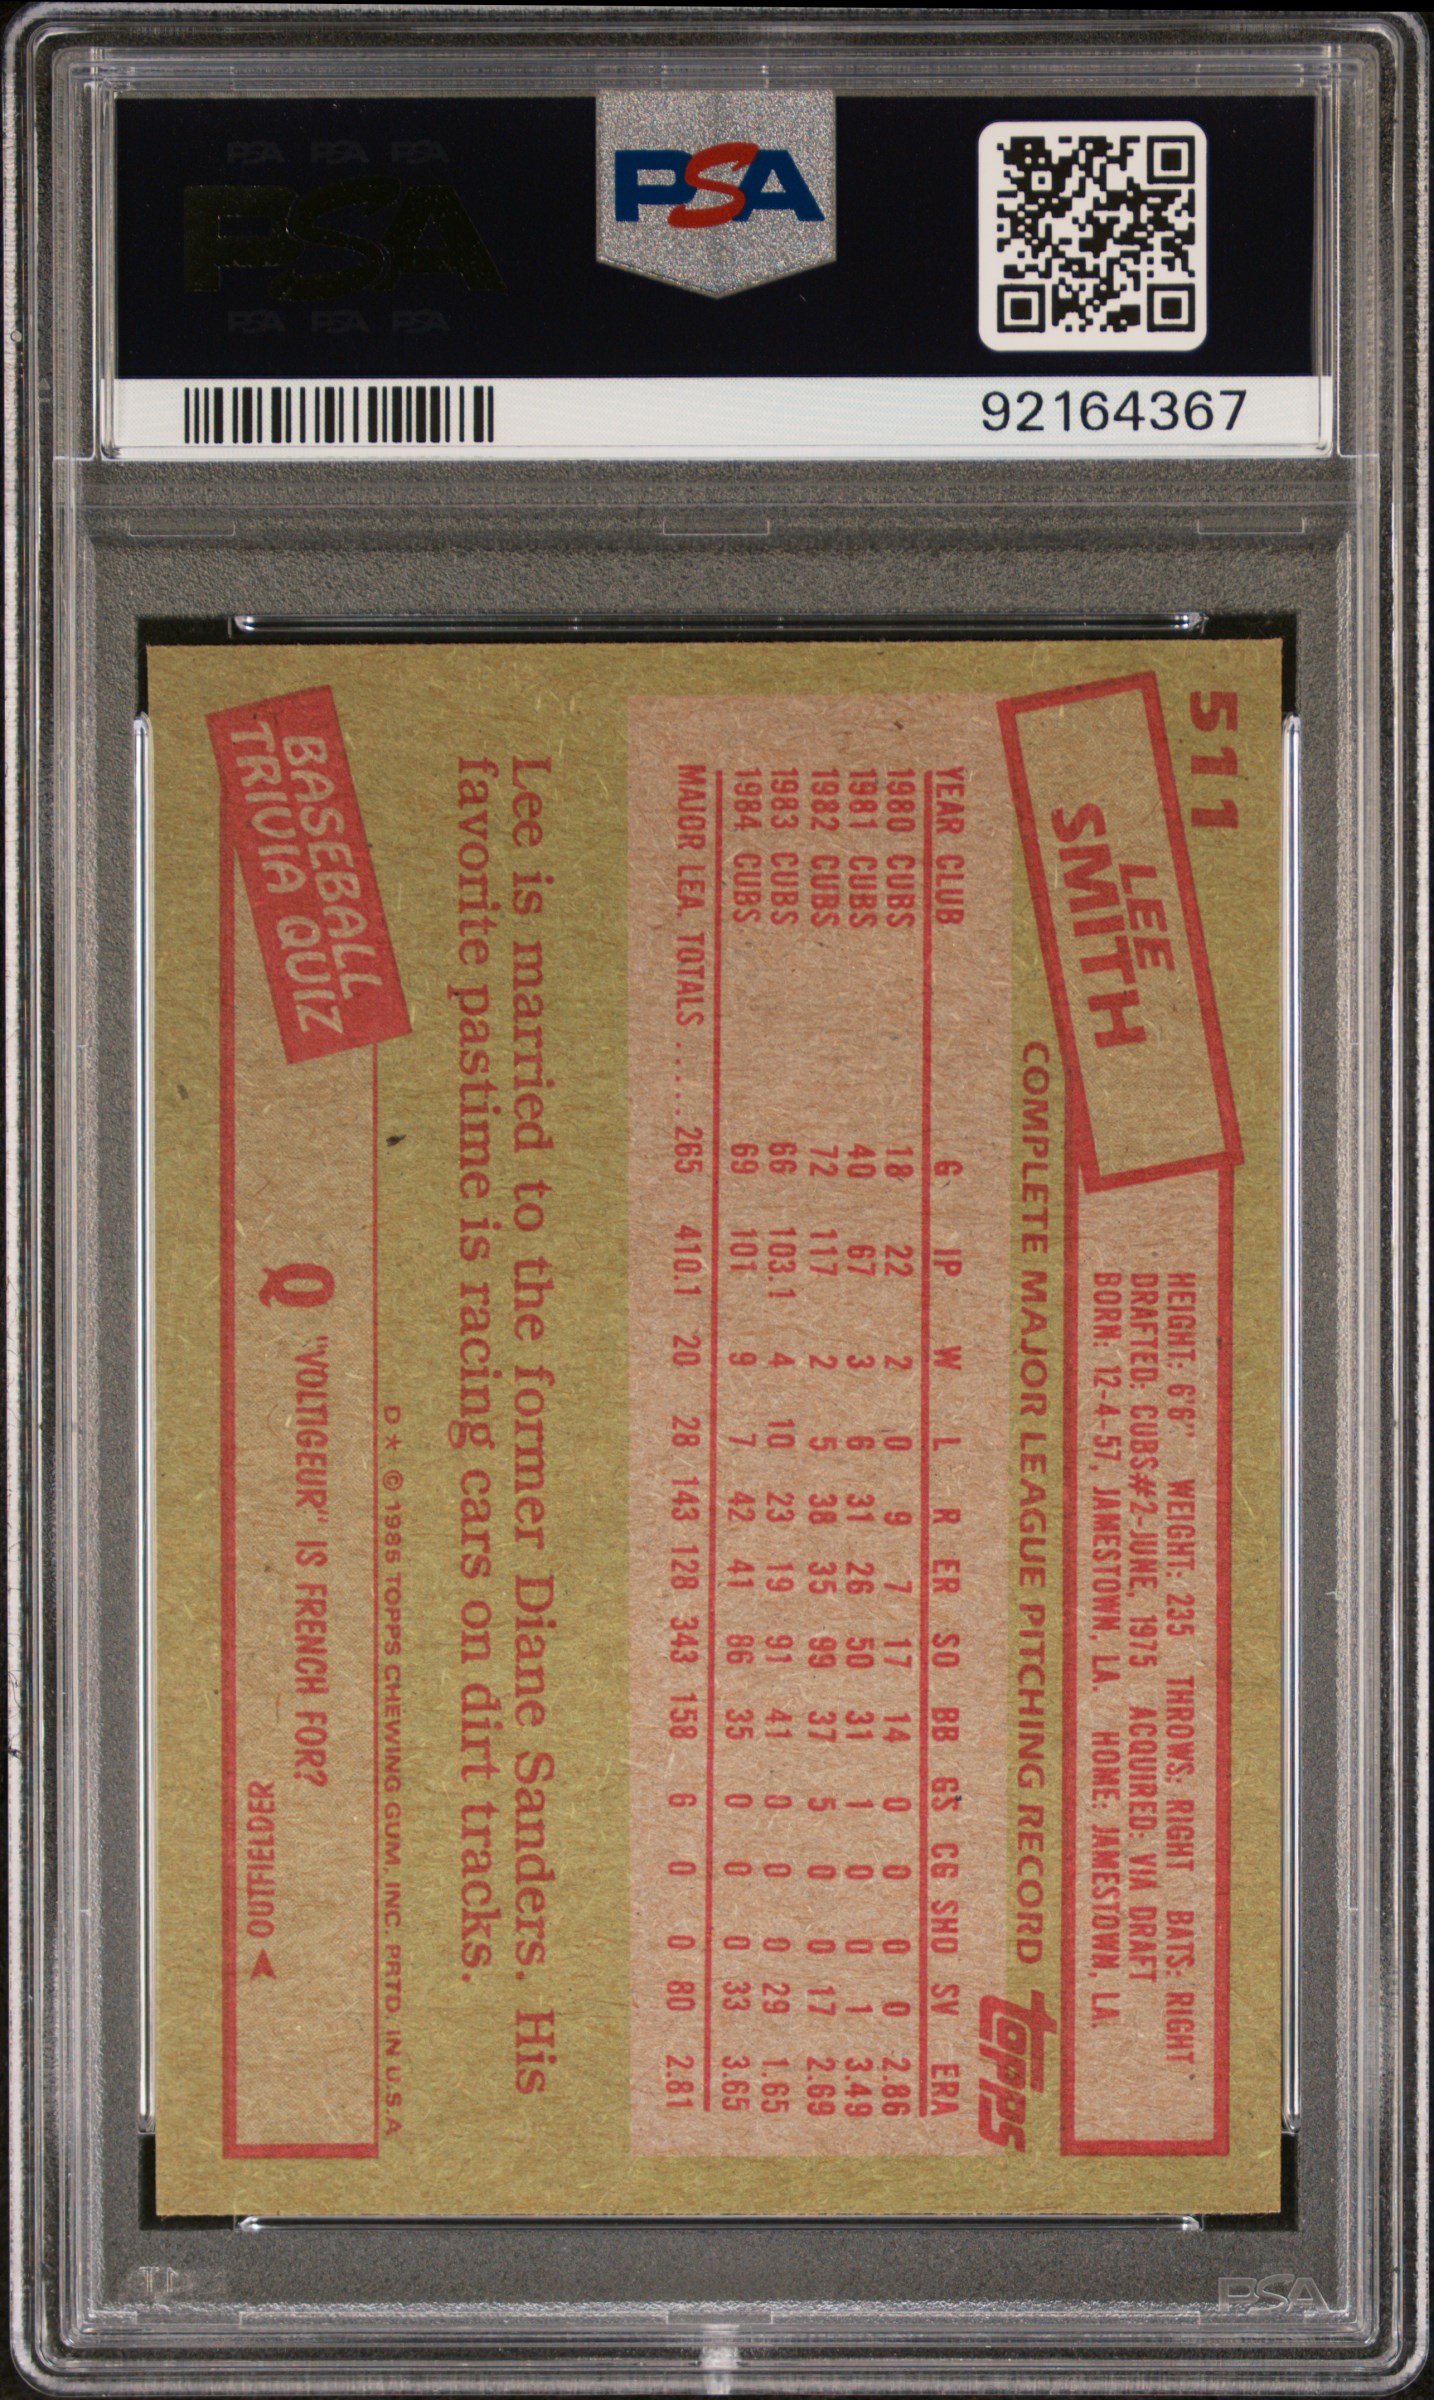 PSA PSA PSA
PSA
PSA PSA PSA
PSA
92164367
511
LEE
SMITH
HEIGHT: 6'6" WEIGHT: 235 THROWS: RIGHT BATS: RIGHT
DRAFTED: CUBS#2-JUNE, 1975 ACQUIRED: VIA DRAFT
BORN: 12-4-57, JAMESTOWN, LA. HOME: JAMESTOWN, LA.
COMPLETE MAJOR LEAGUE PITCHING RECORD
topps
YEAR CLUB G IP W L R ER SO BB GS CG SHO SV ERA
1980 CUBS 18 22 2 0 9 7 17 14 0 0 0 0 2.86
1981 CUBS 40 67 3 6 31 26 50 31 1 0 0 1 3.49
1982 CUBS 72 117 2 5 38 35 99 37 5 0 0 17 2.69
1983 CUBS 66 103.1 4 10 23 19 91 41 0 0 0 29 1.65
1984 CUBS 69 101 9 7 42 41 86 35 0 0 0 33 3.65
MAJOR LEA. TOTALS ..... 265 410.1 20 28 143 128 343 158 6 0 0 80 2.81
Lee is married to the former Diane Sanders. His
favorite pastime is racing cars on dirt tracks.
D * © 1985 TOPPS CHEWING GUM, INC. PRTD. IN U.S.A
BASEBALL
TRIVIA QUIZ
Q "VOLTIGEUR" IS FRENCH FOR?
OUTFIELDER
PSA